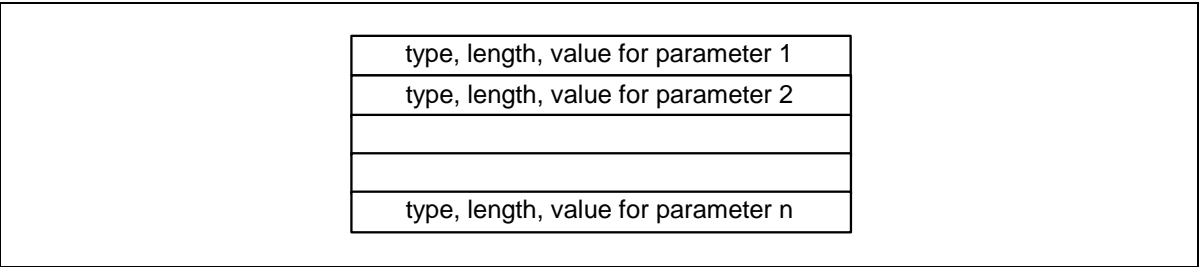 type, length, value for parameter 1
type, length, value for parameter 2
type, length, value for parameter n